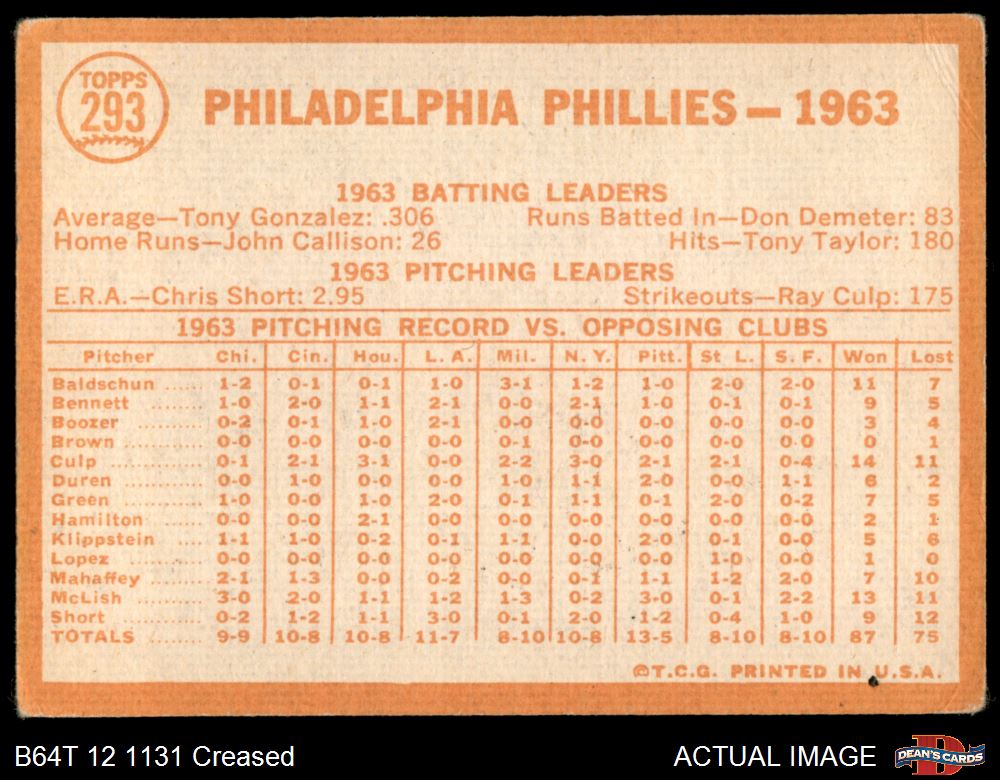 TOPPS
293
PHILADELPHIA PHILLIES — 1963
1963 BATTING LEADERS
Average—Tony Gonzalez: .306 Runs Batted In—Don Demeter: 83
Home Runs—John Callison: 26 Hits—Tony Taylor: 180
1963 PITCHING LEADERS
E.R.A.—Chris Short: 2.95 Strikeouts—Ray Culp: 175
1963 PITCHING RECORD VS. OPPOSING CLUBS
Pitcher Chi. Cin. Hou. L. A. Mil. N. Y. Pitt. St L. S. F. Won Lost
Baldschun ...... 1-2 0-1 0-1 1-0 3-1 1-2 1-0 2-0 2-0 11 7
Bennett ........ 1-0 2-0 1-1 2-1 0-0 2-1 1-0 0-1 0-1 9 5
Boozer .......... 0-2 0-1 1-0 2-1 0-0 0-0 0-0 0-0 0-0 3 4
Brown ........... 0-0 0-0 0-0 0-0 0-1 0-0 0-0 0-0 0-0 0 1
Culp .............. 0-1 2-1 3-1 0-0 2-2 3-0 2-1 2-1 0-4 14 11
Duren ............ 0-0 1-0 0-0 0-0 1-0 1-1 2-0 0-0 1-1 6 2
Green ............ 1-0 0-0 1-0 2-0 0-1 1-1 0-1 2-0 0-2 7 5
Hamilton ....... 0-0 0-0 2-1 0-0 0-0 0-0 0-0 0-0 0-0 2 1
Klippstein ...... 1-1 1-0 0-2 0-1 1-1 0-0 2-0 0-1 0-0 5 6
Lopez ............ 0-0 0-0 0-0 0-0 0-0 0-0 0-0 1-0 0-0 1 0
Mahaffey ....... 2-1 1-3 0-0 0-2 0-0 0-1 1-1 1-2 2-0 7 10
McLish .......... 3-0 2-0 1-1 1-2 1-3 0-2 3-0 0-1 2-2 13 11
Short ............. 0-2 1-2 1-1 3-0 0-1 2-0 1-2 0-4 1-0 9 12
TOTALS ........ 9-9 10-8 10-8 11-7 8-10 10-8 13-5 8-10 8-10 87 75
©T.C.G. PRINTED IN U.S.A.
B64T 12 1131 Creased ACTUAL IMAGE DEAN'S CARDS